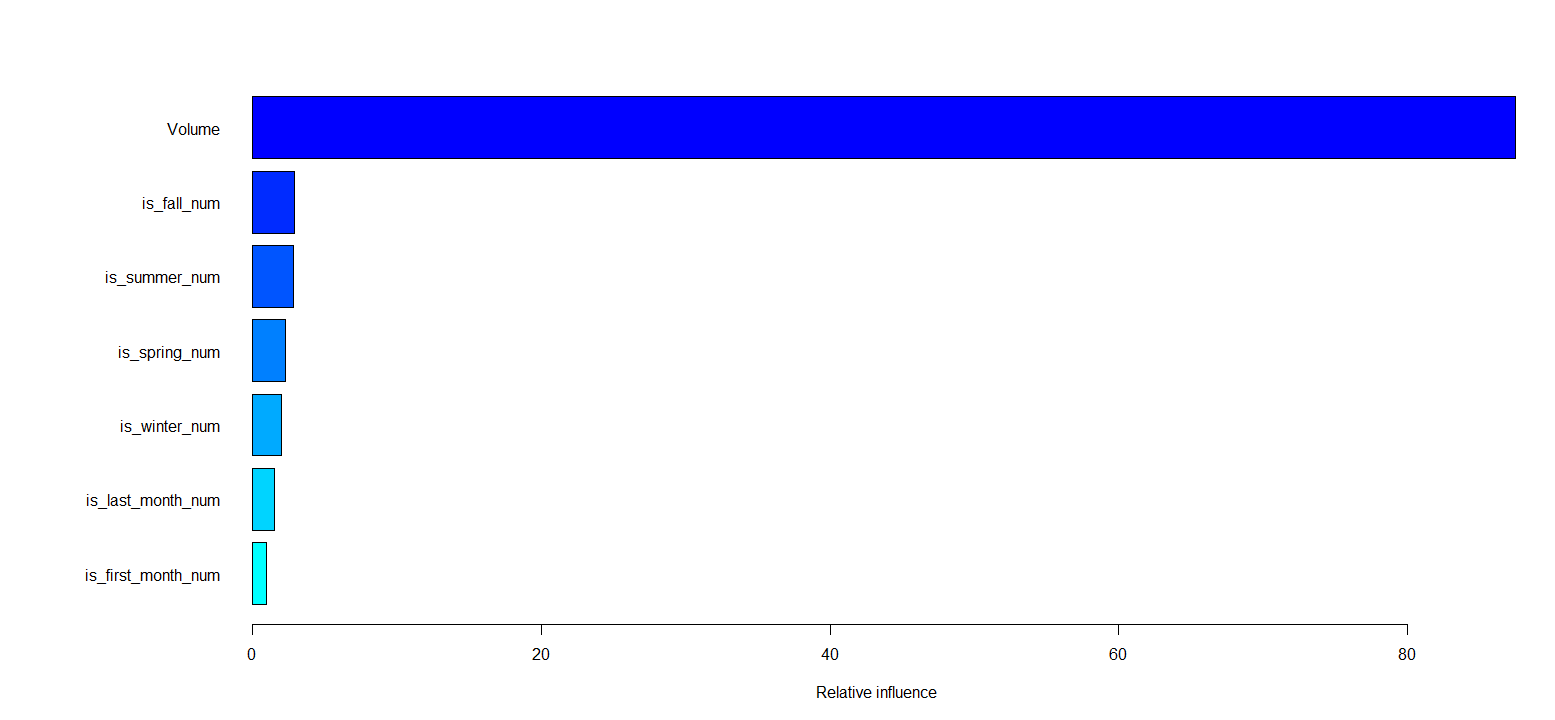 Volume
is_fall_num
is_summer_num
is_spring_num
is_winter_num
is_last_month_num
is_first_month_num
0 20 40 60 80
Relative influence